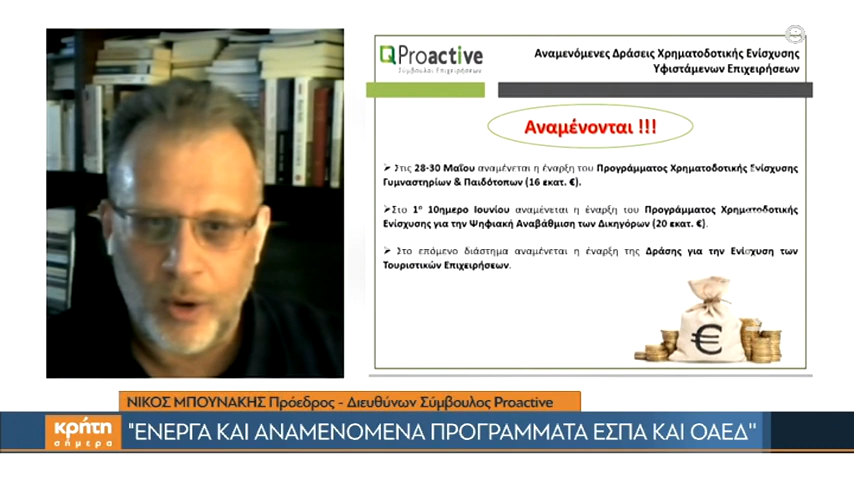 Proactive
Σύμβουλοι Επιχειρήσεων
Αναμενόμενες Δράσεις Χρηματοδοτικής Ενίσχυσης
Υφιστάμενων Επιχειρήσεων
Αναμένονται !!!
➢ Στις 28-30 Μαΐου αναμένεται η έναρξη του Προγράμματος Χρηματοδοτικής Ενίσχυσης
Γυμναστηρίων & Παιδότοπων (16 εκατ. €).
➢Στο 1ο 10ημερο Ιουνίου αναμένεται η έναρξη του Προγράμματος Χρηματοδοτικής
Ενίσχυσης για την Ψηφιακή Αναβάθμιση των Δικηγόρων (20 εκατ. €).
➢ Στο επόμενο διάστημα αναμένεται η έναρξη της Δράσης για την Ενίσχυση των
Τουριστικών Επιχειρήσεων.
€
ΝΙΚΟΣ ΜΠΟΥΝΑΚΗΣ Πρόεδρος - Διευθύνων Σύμβουλος Proactive
κρήτη
σήμερα
"ΕΝΕΡΓΑ ΚΑΙ ΑΝΑΜΕΝΟΜΕΝΑ ΠΡΟΓΡΑΜΜΑΤΑ ΕΣΠΑ ΚΑΙ ΟΑΕΔ"